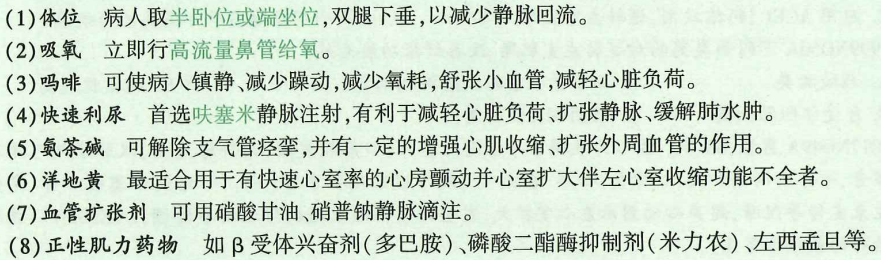 (1)体位 病人取半卧位或端坐位,双腿下垂,以减少静脉回流。
(2)吸氧 立即行高流量鼻管给氧。
(3)吗啡 可使病人镇静、减少躁动,减少氧耗,舒张小血管,减轻心脏负荷。
(4)快速利尿 首选呋塞米静脉注射,有利于减轻心脏负荷、扩张静脉、缓解肺水肿。
(5)氨茶碱 可解除支气管痉挛,并有一定的增强心肌收缩、扩张外周血管的作用。
(6)洋地黄 最适合用于有快速心室率的心房颤动并心室扩大伴左心室收缩功能不全者。
(7)血管扩张剂 可用硝酸甘油、硝普钠静脉滴注。
(8)正性肌力药物 如β受体兴奋剂(多巴胺)、磷酸二酯酶抑制剂(米力农)、左西孟旦等。